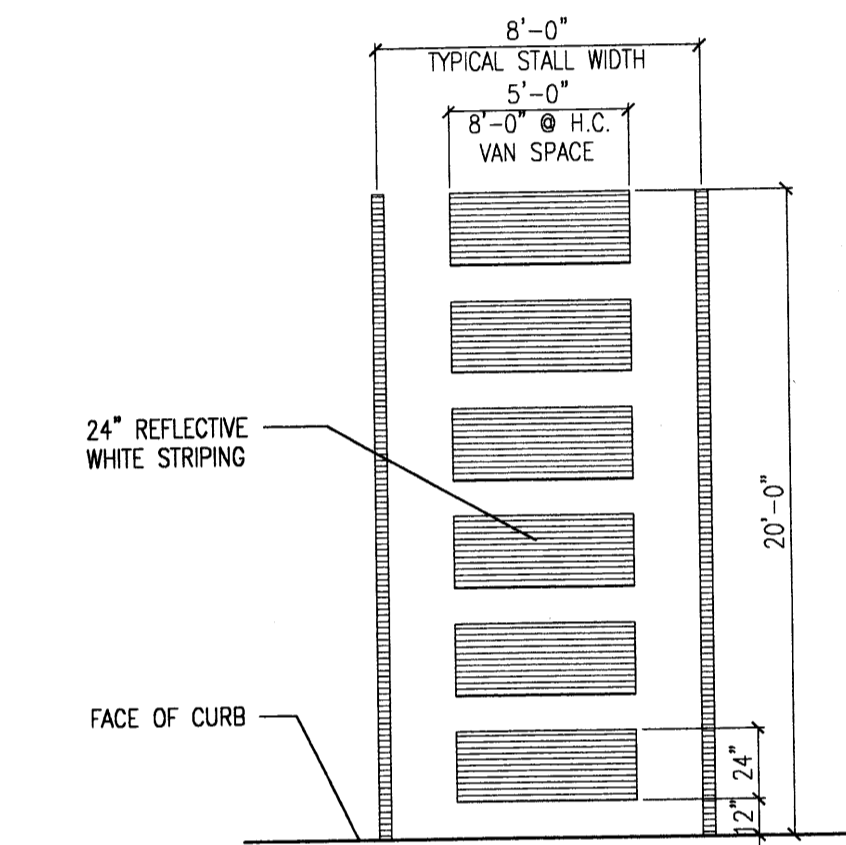 8'-0"
TYPICAL STALL WIDTH
5'-0"
8'-0" @ H.C.
VAN SPACE
24" REFLECTIVE
WHITE STRIPING
20'-0"
FACE OF CURB
24"
12"